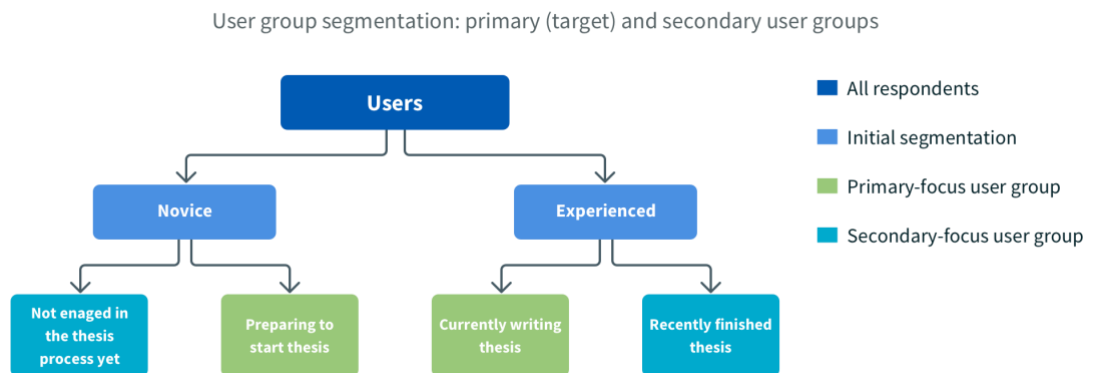 User group segmentation: primary (target) and secondary user groups
Users
All respondents
Initial segmentation
Primary-focus user group
Secondary-focus user group
Novice
Experienced
Not enaged in
the thesis
process yet
Preparing to
start thesis
Currently writing
thesis
Recently finished
thesis